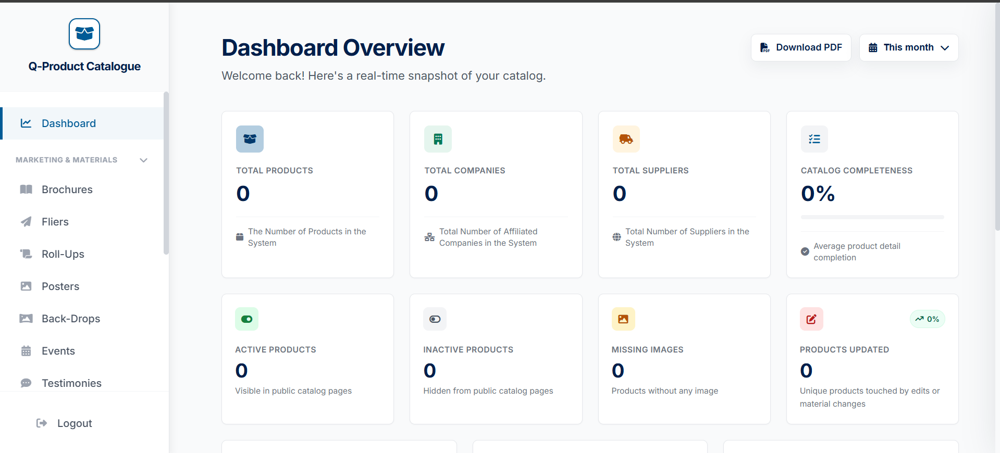 Q-Product Catalogue
Dashboard
MARKETING & MATERIALS
Brochures
Fliers
Roll-Ups
Posters
Back-Drops
Events
Testimonies
Logout
Dashboard Overview
Welcome back! Here's a real-time snapshot of your catalog.
Download PDF
This month
TOTAL PRODUCTS
0
The Number of Products in the
System
TOTAL COMPANIES
0
Total Number of Affiliated
Companies in the System
TOTAL SUPPLIERS
0
Total Number of Suppliers in the
System
CATALOG COMPLETENESS
0%
Average product detail
completion
ACTIVE PRODUCTS
0
Visible in public catalog pages
INACTIVE PRODUCTS
0
Hidden from public catalog pages
MISSING IMAGES
0
Products without any image
0%
PRODUCTS UPDATED
0
Unique products touched by edits or
material changes